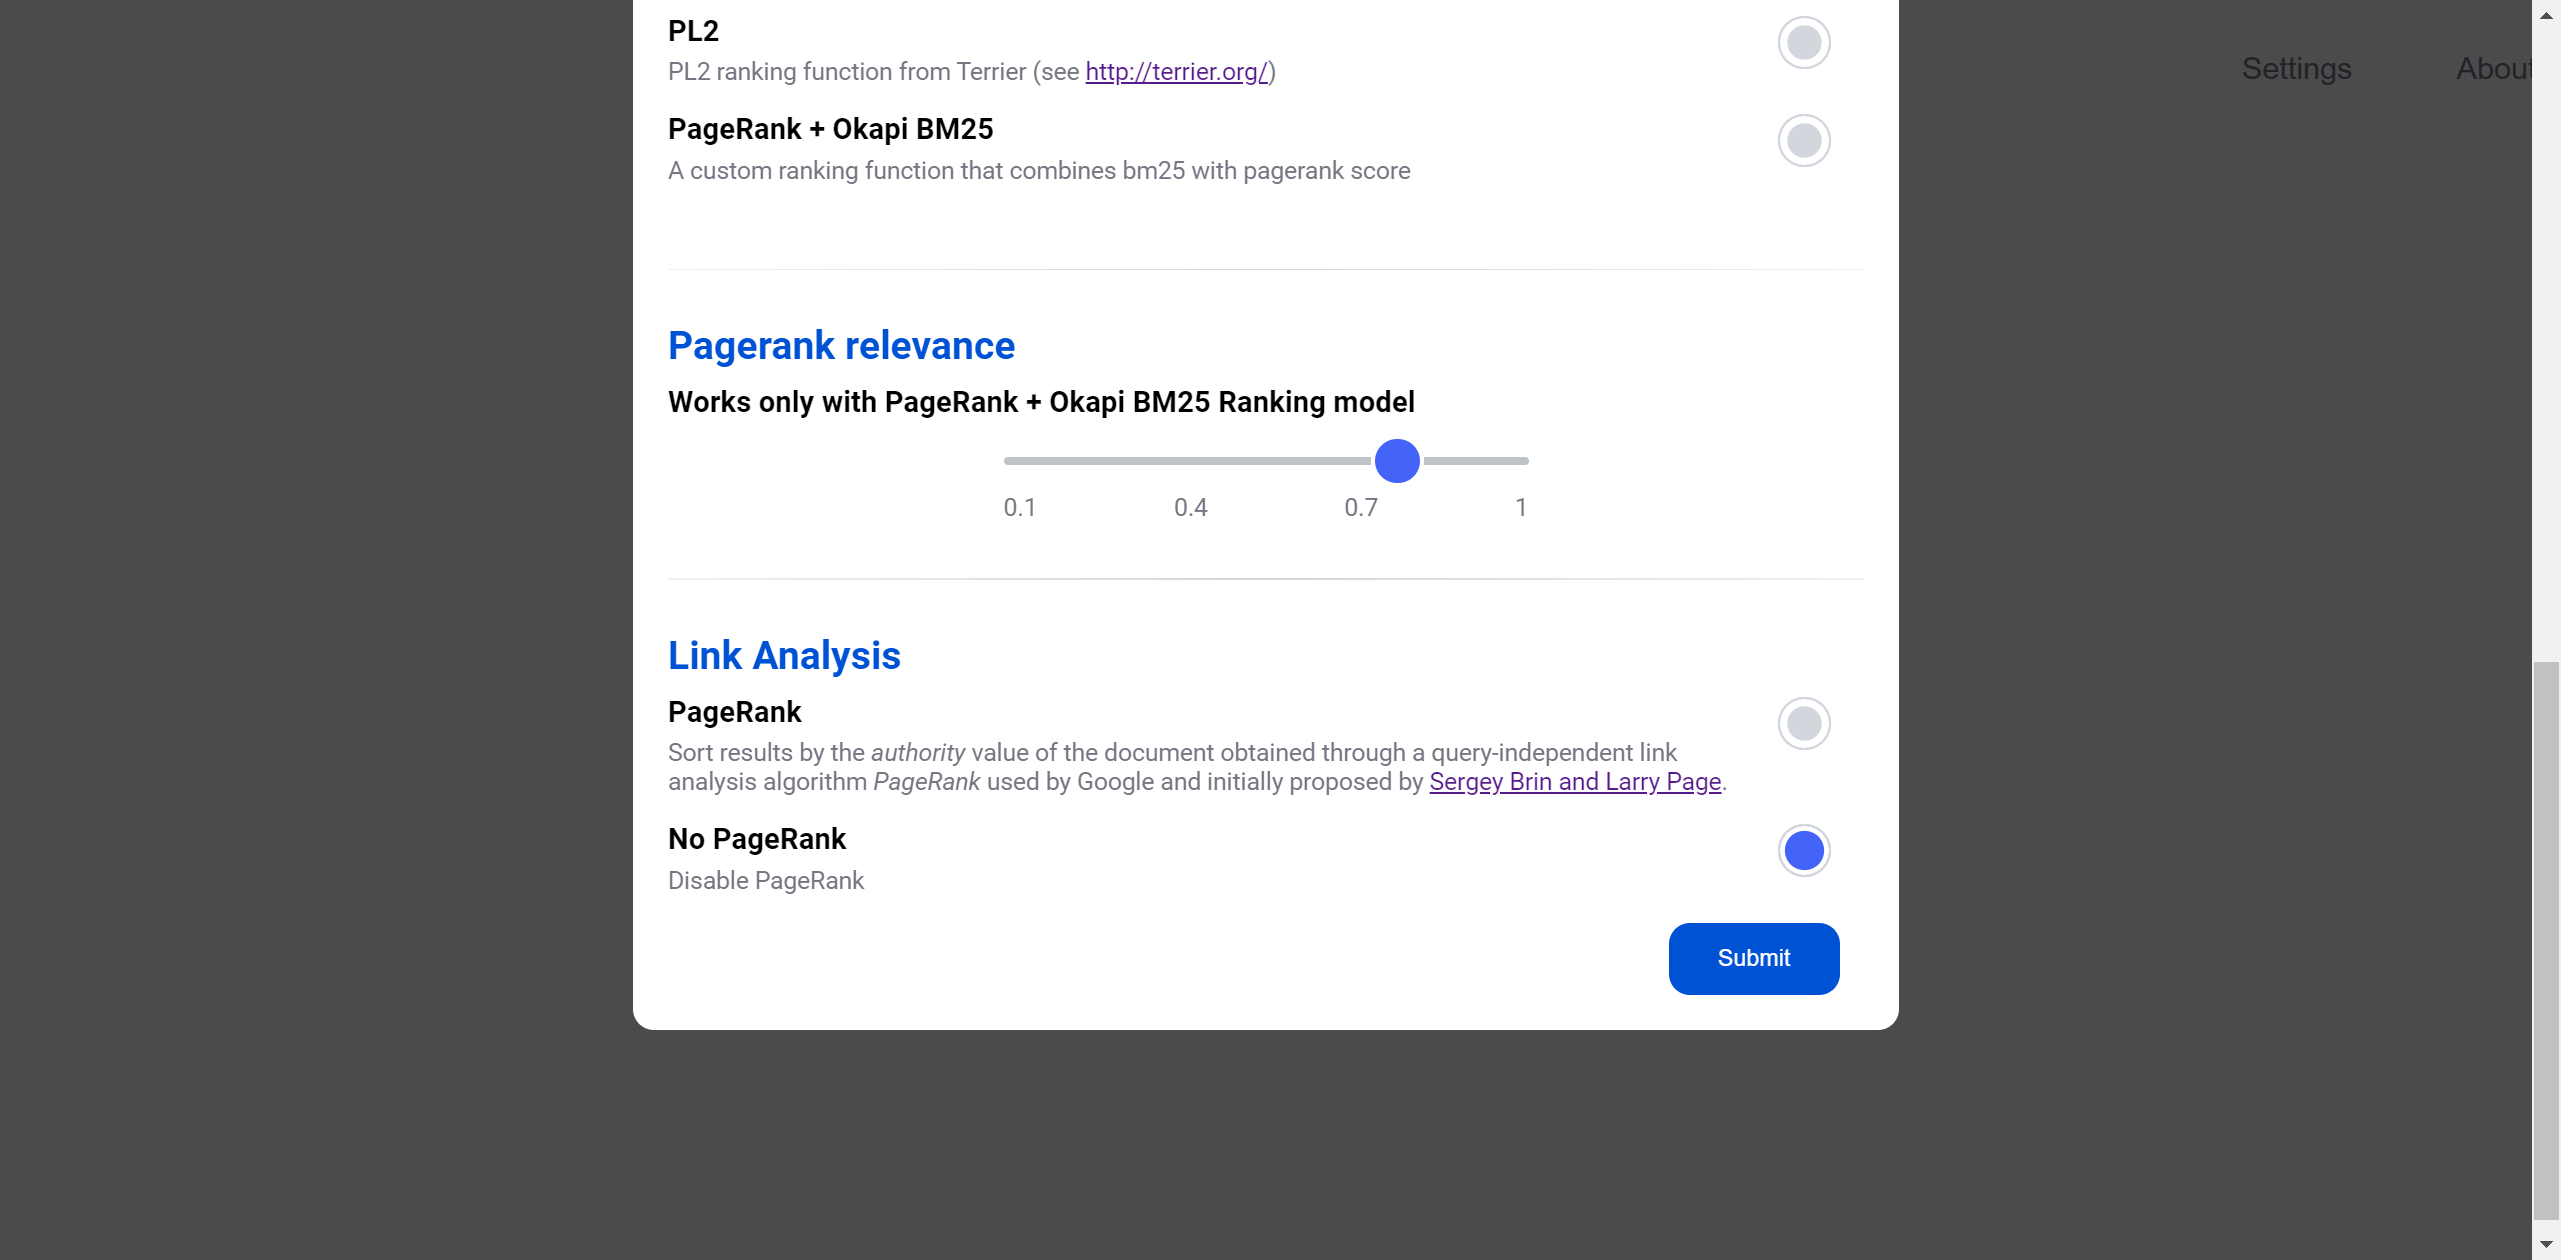 PL2
PL2 ranking function from Terrier (see http://terrier.org/)
Settings
About
PageRank + Okapi BM25
A custom ranking function that combines bm25 with pagerank score
Pagerank relevance
Works only with PageRank + Okapi BM25 Ranking model
0.1 0.4 0.7 1
Link Analysis
PageRank
Sort results by the authority value of the document obtained through a query-independent link
analysis algorithm PageRank used by Google and initially proposed by Sergey Brin and Larry Page.
No PageRank
Disable PageRank
Submit